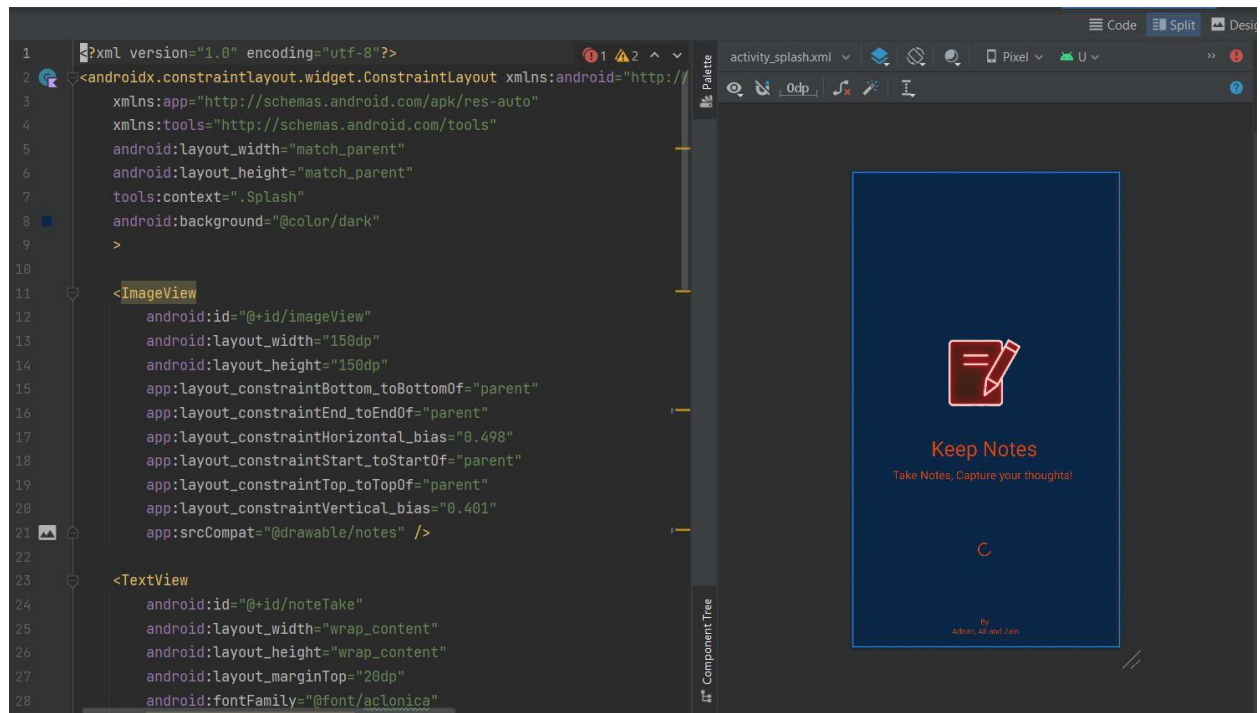 Code Split Desig
1 <?xml version="1.0" encoding="utf-8"?> 1 2
2 <androidx.constraintlayout.widget.ConstraintLayout xmlns:android="http://
3 xmlns:app="http://schemas.android.com/apk/res-auto"
4 xmlns:tools="http://schemas.android.com/tools"
5 android:layout_width="match_parent"
6 android:layout_height="match_parent"
7 tools:context=".Splash"
8 android:background="@color/dark"
9 >
10
11 <ImageView
12 android:id="@+id/imageView"
13 android:layout_width="150dp"
14 android:layout_height="150dp"
15 app:layout_constraintBottom_toBottomOf="parent"
16 app:layout_constraintEnd_toEndOf="parent"
17 app:layout_constraintHorizontal_bias="0.498"
18 app:layout_constraintStart_toStartOf="parent"
19 app:layout_constraintTop_toTopOf="parent"
20 app:layout_constraintVertical_bias="0.401"
21 app:srcCompat="@drawable/notes" />
22
23 <TextView
24 android:id="@+id/noteTake"
25 android:layout_width="wrap_content"
26 android:layout_height="wrap_content"
27 android:layout_marginTop="20dp"
28 android:fontFamily="@font/aclonica"
Palette
Component Tree
activity_splash.xml Pixel U »
0dp
Keep Notes
Take Notes, Capture your thoughts!
By
Adnan, Ali and Zain